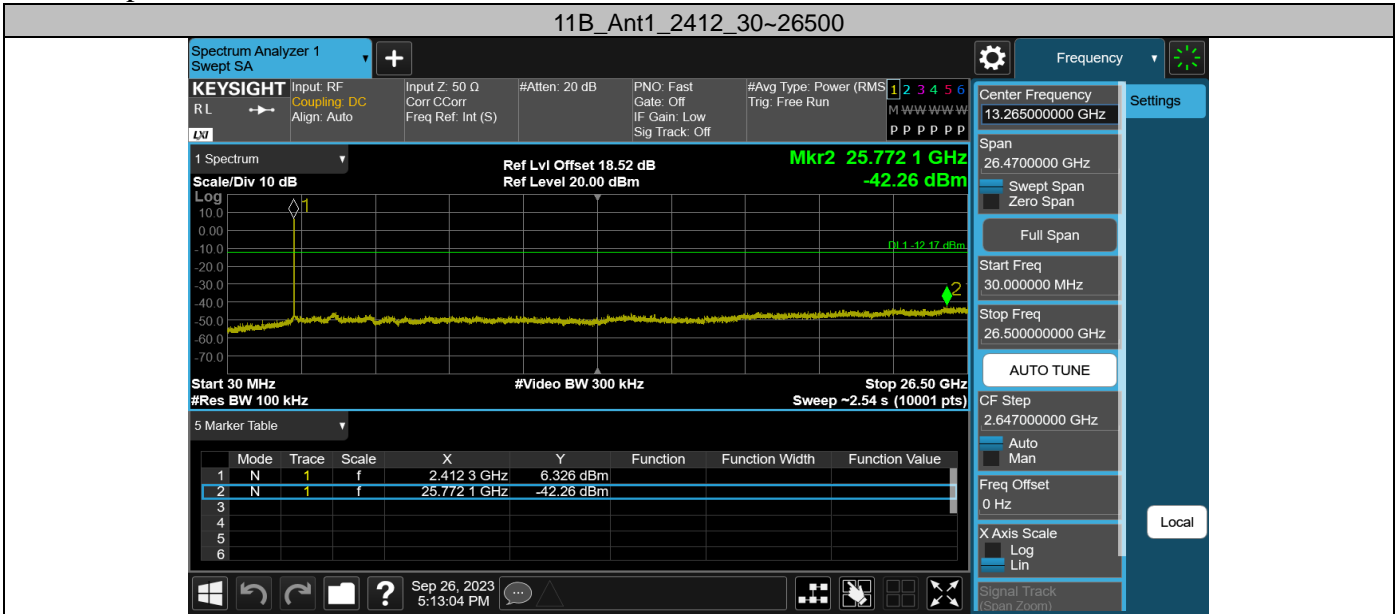 11B_Ant1_2412_30~26500
Spectrum Analyzer 1
Swept SA
Frequency
KEYSIGHT
RL
LXI
Input: RF
Coupling: DC
Align: Auto
Input Z: 50 Ω
Corr CCorr
Freq Ref: Int (S)
#Atten: 20 dB
PNO: Fast
Gate: Off
IF Gain: Low
Sig Track: Off
#Avg Type: Power (RMS
Trig: Free Run
1 2 3 4 5 6
M W W W W W
P P P P P P
1 Spectrum
Scale/Div 10 dB
Ref Lvl Offset 18.52 dB
Ref Level 20.00 dBm
Mkr2 25.772 1 GHz
-42.26 dBm
Log
10.0
0.00
-10.0
-20.0
-30.0
-40.0
-50.0
-60.0
-70.0
1
DL1 -12.17 dBm
2
Start 30 MHz
#Video BW 300 kHz
Stop 26.50 GHz
#Res BW 100 kHz
Sweep ~2.54 s (10001 pts)
5 Marker Table
Mode Trace Scale X Y Function Function Width Function Value
1 N 1 f 2.412 3 GHz 6.326 dBm
2 N 1 f 25.772 1 GHz -42.26 dBm
3
4
5
6
Sep 26, 2023
5:13:04 PM
Center Frequency
13.265000000 GHz
Settings
Span
26.4700000 GHz
Swept Span
Zero Span
Full Span
Start Freq
30.000000 MHz
Stop Freq
26.500000000 GHz
AUTO TUNE
CF Step
2.647000000 GHz
Auto
Man
Freq Offset
0 Hz
Local
X Axis Scale
Log
Lin
Signal Track
(Span Zoom)